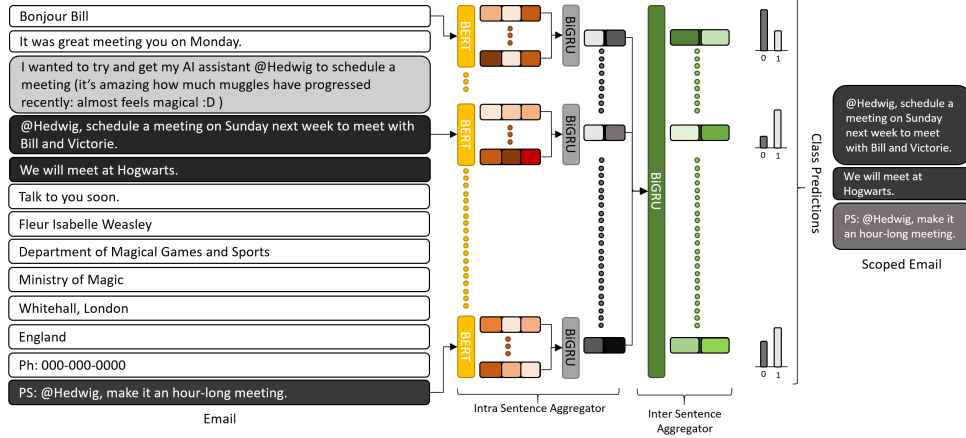 Bonjour Bill
It was great meeting you on Monday.
I wanted to try and get my AI assistant @Hedwig to schedule a
meeting (it's amazing how much muggles have progressed
recently: almost feels magical :D )
@Hedwig, schedule a meeting on Sunday next week to meet with
Bill and Victorie.
We will meet at Hogwarts.
Talk to you soon.
Fleur Isabelle Weasley
Department of Magical Games and Sports
Ministry of Magic
Whitehall, London
England
Ph: 000-000-0000
PS: @Hedwig, make it an hour-long meeting.
Email
BERT
BiGRU
BERT
BiGRU
BERT
BiGRU
Intra Sentence Aggregator
BiGRU
Inter Sentence
Aggregator
0 1
0 1
0 1
Class Predictions
@Hedwig, schedule a
meeting on Sunday
next week to meet
with Bill and Victorie.
We will meet at
Hogwarts.
PS: @Hedwig, make it
an hour-long meeting.
Scoped Email